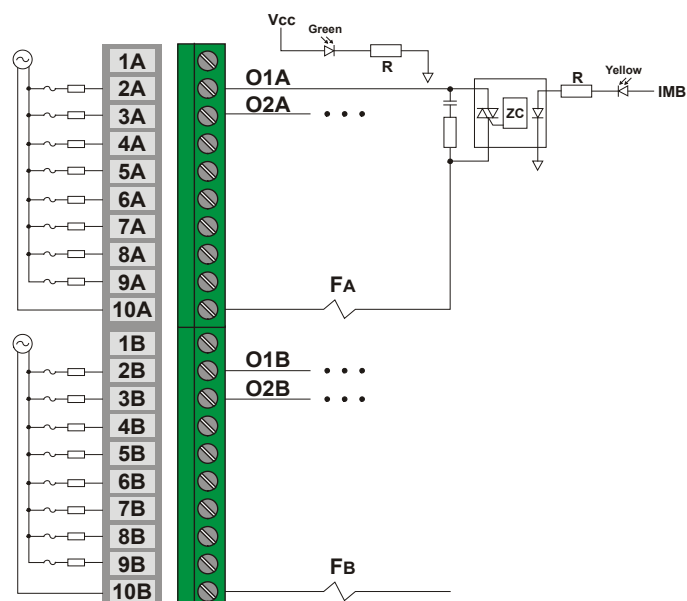 Vcc
Green
R
1A
2A
O1A
R
Yellow
IMB
ZC
3A
O2A
• • •
4A
5A
6A
7A
8A
9A
10A
FA
1B
2B
O1B
• • •
3B
O2B
• • •
4B
5B
6B
7B
8B
9B
10B
FB